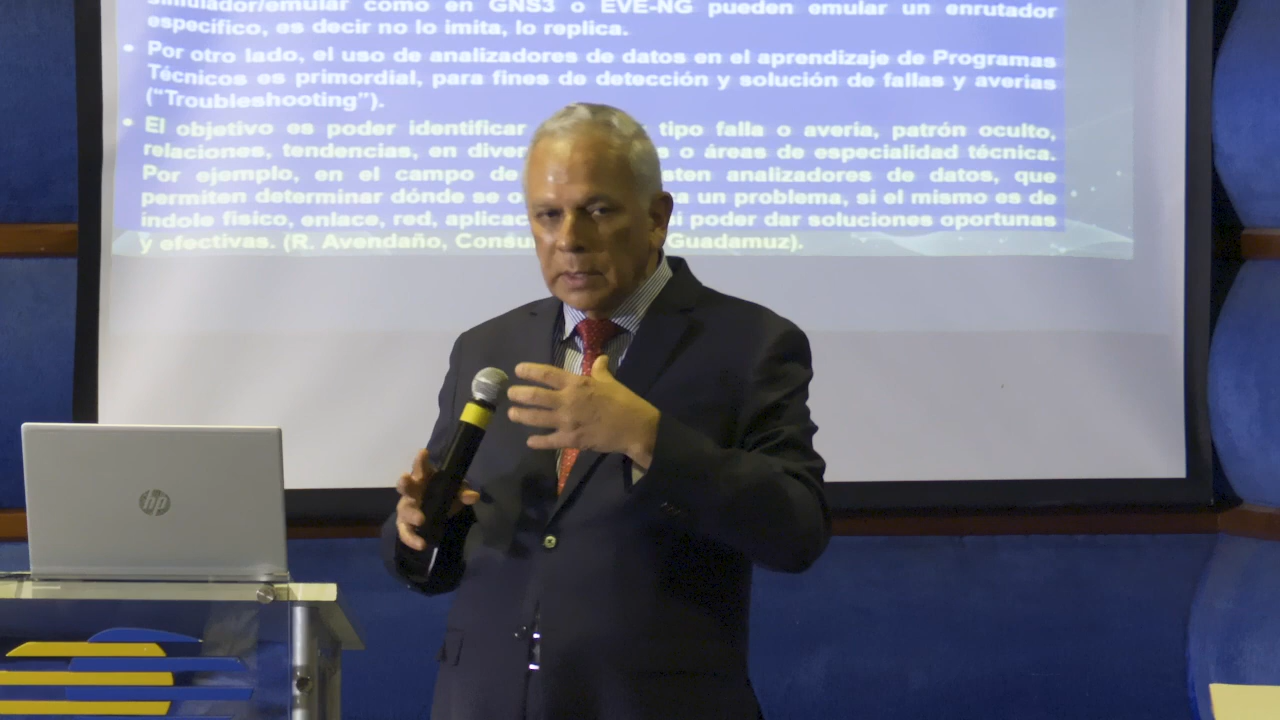 simulador/emular como en GNS3 o EVE-NG pueden emular un enrutador
específico, es decir no lo imita, lo replica.
• Por otro lado, el uso de analizadores de datos en el aprendizaje de Programas
Técnicos es primordial, para fines de detección y solución de fallas y averías
("Troubleshooting").
• El objetivo es poder identificar tipo falla o avería, patrón oculto,
relaciones, tendencias, en diver o áreas de especialidad técnica.
Por ejemplo, en el campo de analizadores de datos, que
permiten determinar dónde se un problema, si el mismo es de
índole físico, enlace, red, poder dar soluciones oportunas
y efectivas. (R. Avendaño, Guadamuz).
hp